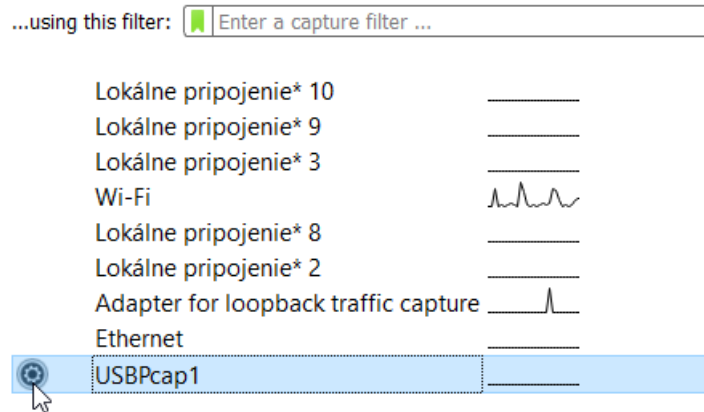 ...using this filter: Enter a capture filter ...
Lokálne pripojenie* 10
Lokálne pripojenie* 9
Lokálne pripojenie* 3
Wi-Fi
Lokálne pripojenie* 8
Lokálne pripojenie* 2
Adapter for loopback traffic capture
Ethernet
USBPcap1